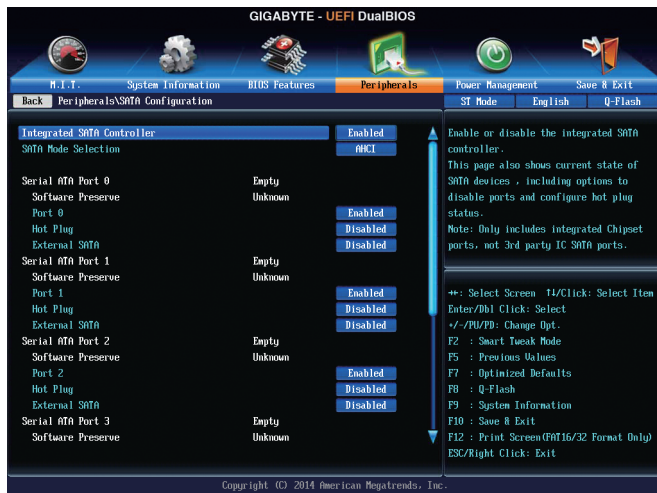 GIGABYTE - UEFI DualBIOS
M.I.T. System Information BIOS Features Peripherals Power Management Save & Exit
Back Peripherals\SATA Configuration ST Mode English Q-Flash
Integrated SATA Controller Enabled
SATA Mode Selection AHCI
Serial ATA Port 0 Empty
Software Preserve Unknown
Port 0 Enabled
Hot Plug Disabled
External SATA Disabled
Serial ATA Port 1 Empty
Software Preserve Unknown
Port 1 Enabled
Hot Plug Disabled
External SATA Disabled
Serial ATA Port 2 Empty
Software Preserve Unknown
Port 2 Enabled
Hot Plug Disabled
External SATA Disabled
Serial ATA Port 3 Empty
Software Preserve Unknown
Enable or disable the integrated SATA
controller.
This page also shows current state of
SATA devices , including options to
disable ports and configure hot plug
status.
Note: Only includes integrated Chipset
ports, not 3rd party IC SATA ports.
→←: Select Screen ↑↓/Click: Select Item
Enter/Dbl Click: Select
+/-/PU/PD: Change Opt.
F2 : Smart Tweak Mode
F5 : Previous Values
F7 : Optimized Defaults
F8 : Q-Flash
F9 : System Information
F10 : Save & Exit
F12 : Print Screen(FAT16/32 Format Only)
ESC/Right Click: Exit
Copyright (C) 2014 American Megatrends, Inc.